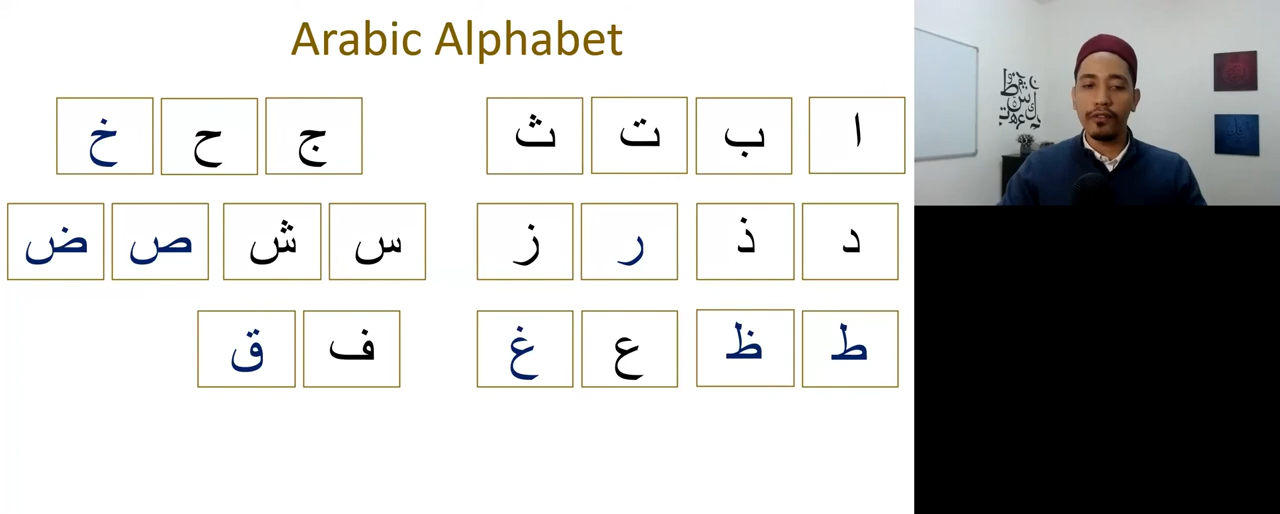 Arabic Alphabet
ا ب ت ث ج ح خ
د ذ ر ز س ش ص ض
ط ظ ع غ ف ق